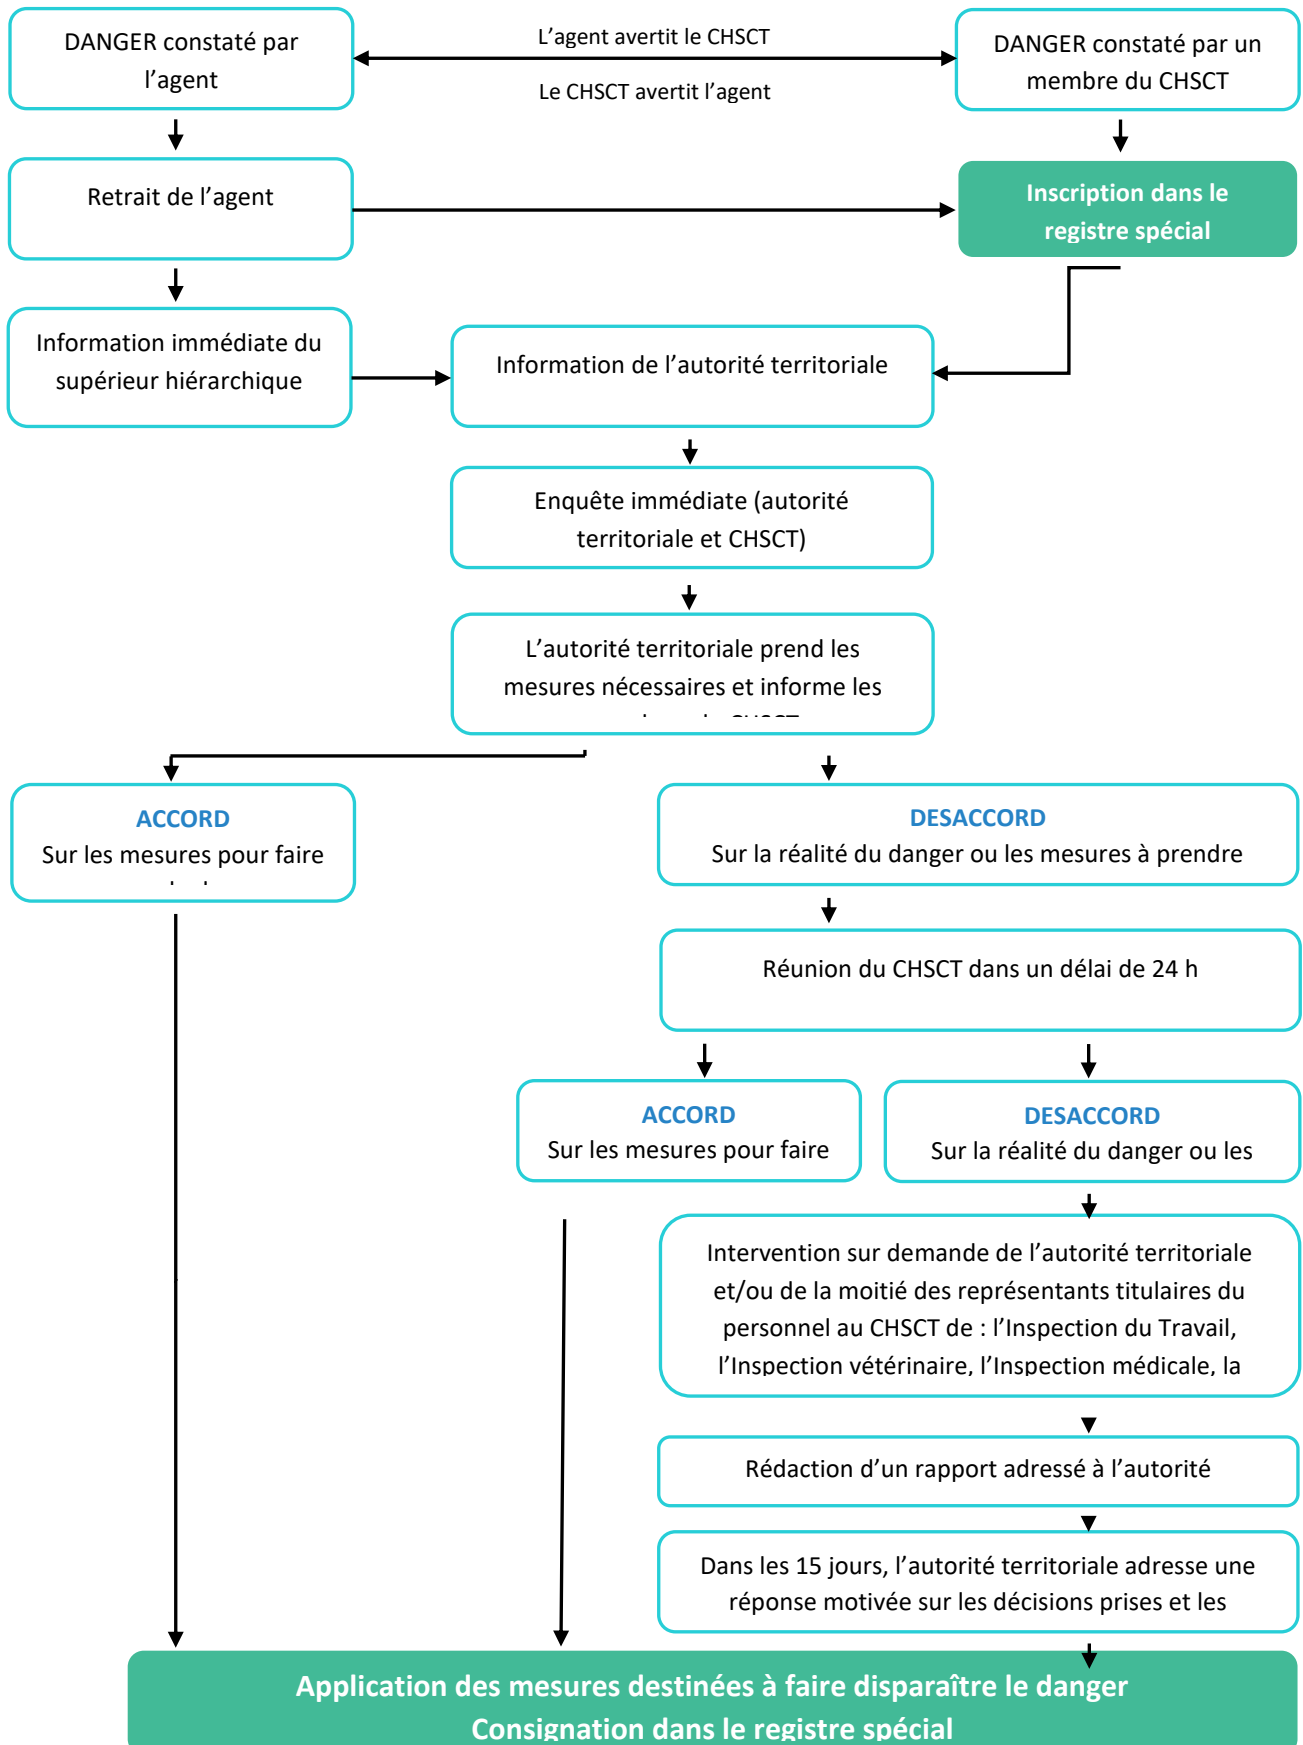 DANGER constaté par
l’agent
L’agent avertit le CHSCT
Le CHSCT avertit l’agent
DANGER constaté par un
membre du CHSCT
Retrait de l’agent
Inscription dans le
registre spécial
Information immédiate du
supérieur hiérarchique
Information de l’autorité territoriale
Enquête immédiate (autorité
territoriale et CHSCT)
L’autorité territoriale prend les
mesures nécessaires et informe les
CHSCT
ACCORD
Sur les mesures pour faire
DESACCORD
Sur la réalité du danger ou les mesures à prendre
Réunion du CHSCT dans un délai de 24 h
ACCORD
Sur les mesures pour faire
DESACCORD
Sur la réalité du danger ou les
Intervention sur demande de l’autorité territoriale
et/ou de la moitié des représentants titulaires du
personnel au CHSCT de : l’Inspection du Travail,
l’Inspection vétérinaire, l’Inspection médicale, la
Rédaction d’un rapport adressé à l’autorité
Dans les 15 jours, l’autorité territoriale adresse une
réponse motivée sur les décisions prises et les
Application des mesures destinées à faire disparaître le danger
Consignation dans le registre spécial